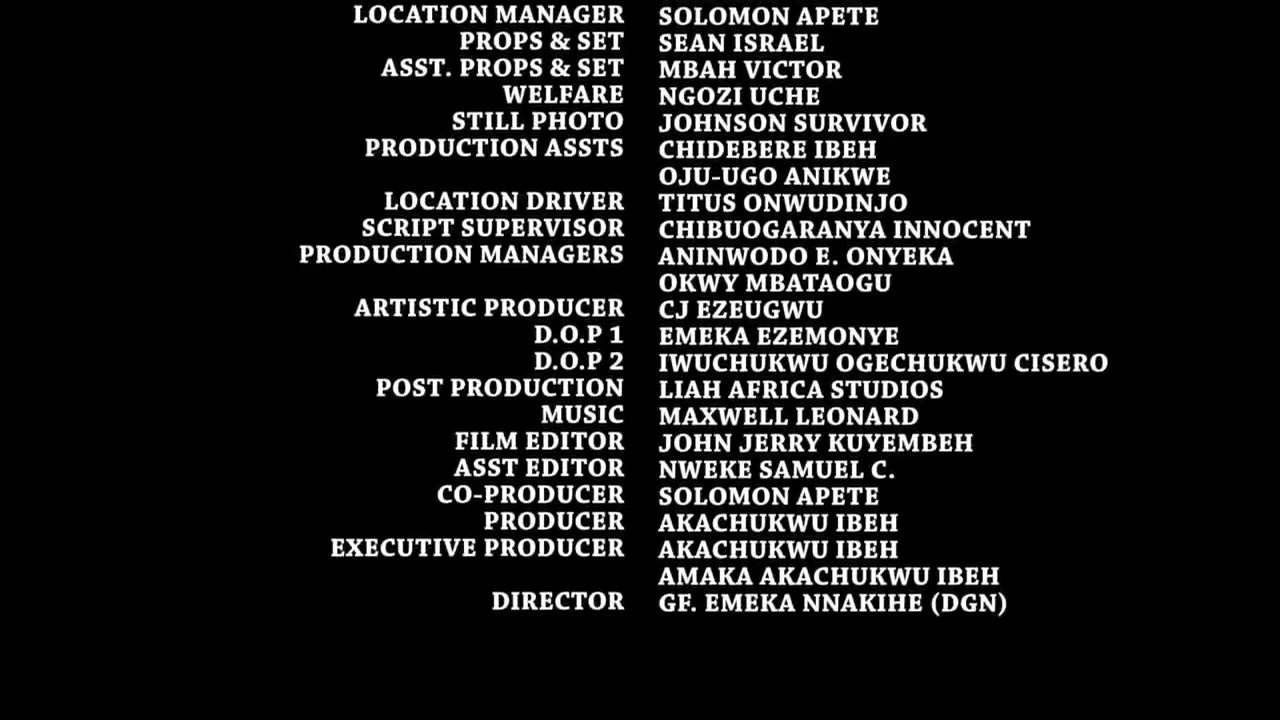 LOCATION MANAGER SOLOMON APETE
PROPS & SET SEAN ISRAEL
ASST. PROPS & SET MBAH VICTOR
WELFARE NGOZI UCHE
STILL PHOTO JOHNSON SURVIVOR
PRODUCTION ASSTS CHIDEBERE IBEH
OJU-UGO ANIKWE
LOCATION DRIVER TITUS ONWUDINJO
SCRIPT SUPERVISOR CHIBUOGARANYA INNOCENT
PRODUCTION MANAGERS ANINWODO E. ONYEKA
OKWY MBATAOGU
ARTISTIC PRODUCER CJ EZEUGWU
D.O.P 1 EMEKA EZEMONYE
D.O.P 2 IWUCHUKWU OGECHUKWU CISERO
POST PRODUCTION LIAH AFRICA STUDIOS
MUSIC MAXWELL LEONARD
FILM EDITOR JOHN JERRY KUYEMBEH
ASST EDITOR NWEKE SAMUEL C.
CO-PRODUCER SOLOMON APETE
PRODUCER AKACHUKWU IBEH
EXECUTIVE PRODUCER AKACHUKWU IBEH
AMAKA AKACHUKWU IBEH
DIRECTOR GF. EMEKA NNAKIHE (DGN)